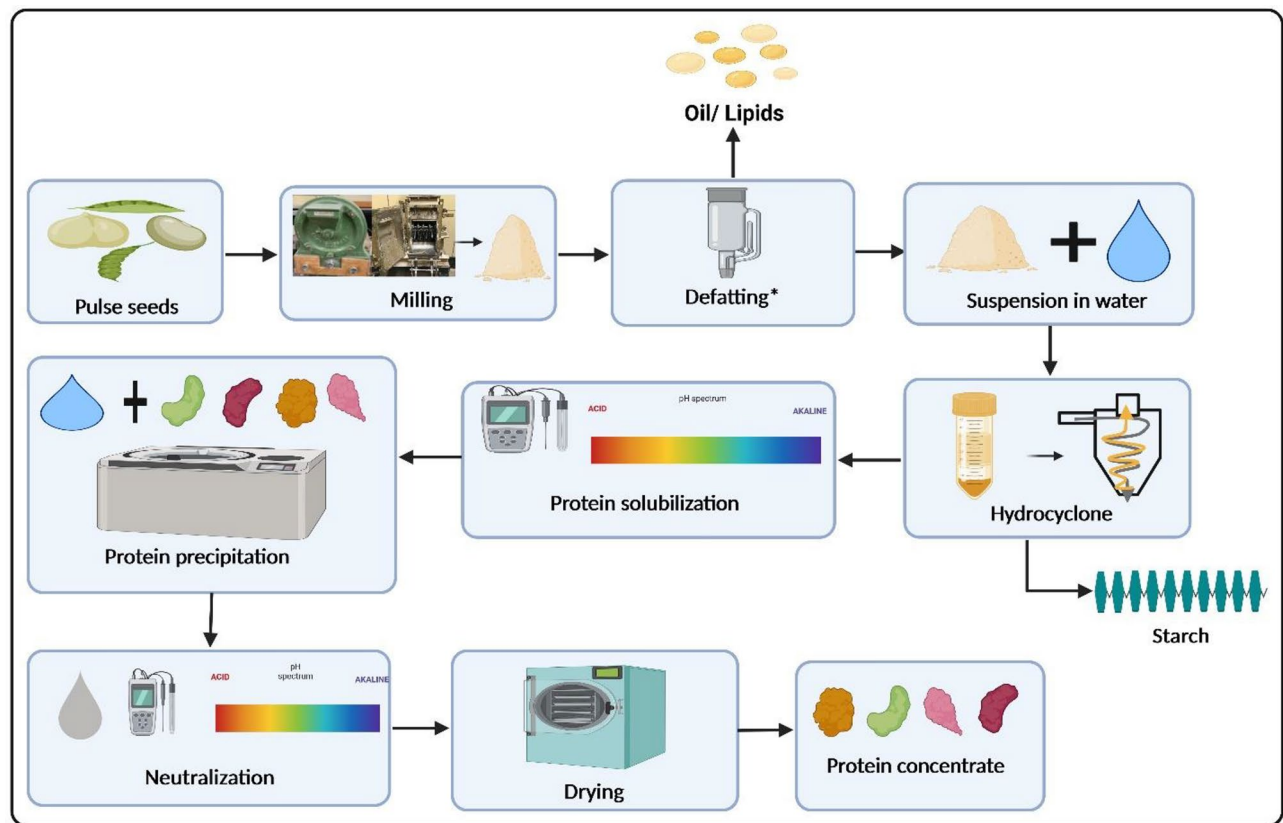 Oil/ Lipids
Pulse seeds
Milling
Defatting*
Suspension in water
Protein precipitation
ACID
pH spectrum
AKALINE
Protein solubilization
Hydrocyclone
Starch
ACID
pH
spectrum
AKALINE
Neutralization
Drying
Protein concentrate